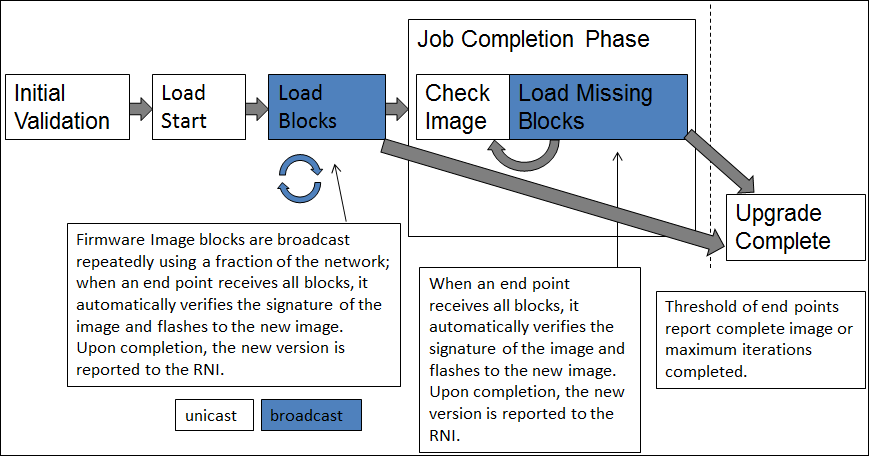 Job Completion Phase
Initial
Validation
Load
Start
Load
Blocks
Check
Image
Load Missing
Blocks
Upgrade
Complete
Firmware Image blocks are broadcast
repeatedly using a fraction of the network;
when an end point receives all blocks, it
automatically verifies the signature of the
image and flashes to the new image.
Upon completion, the new version is
reported to the RNI.
When an end point
receives all blocks, it
automatically verifies the
signature of the image and
flashes to the new image.
Upon completion, the new
version is reported to the
RNI.
Threshold of end points
report complete image or
maximum iterations
completed.
unicast
broadcast